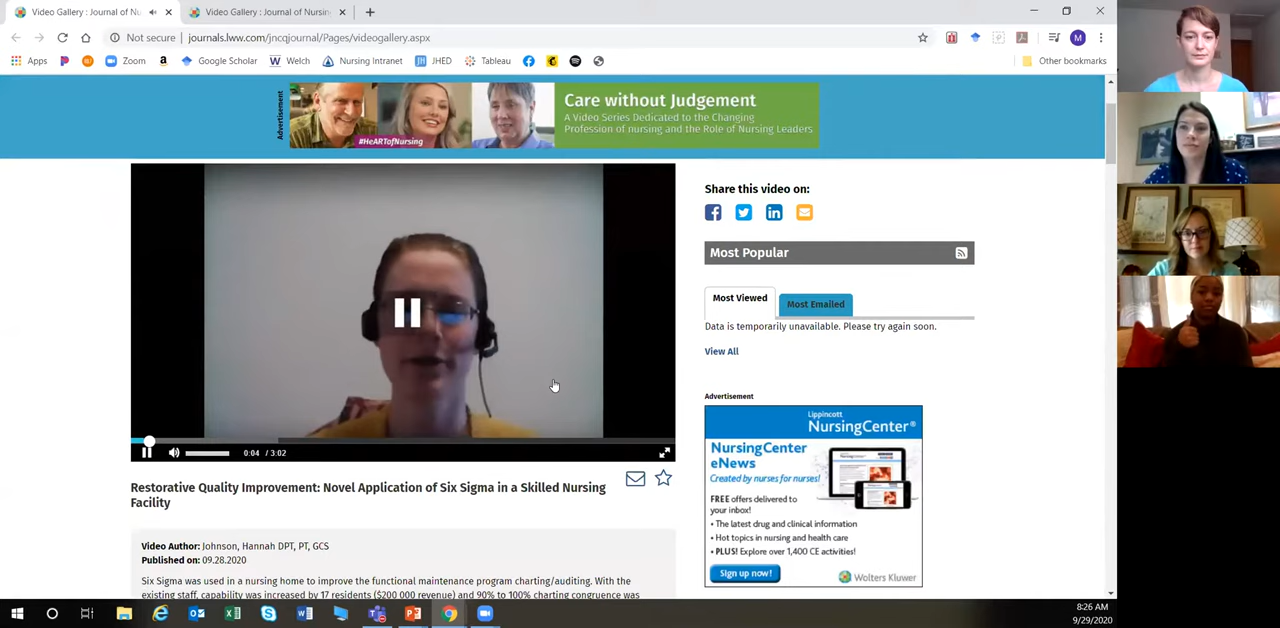 Video Gallery : Journal of Nu
Video Gallery : Journal of Nursin
Not secure | journals.lww.com/jncqjournal/Pages/videogallery.aspx
M
Apps
Zoom
a
Google Scholar
W Welch
JH JHED
Nursing Intranet
Tableau
Other bookmarks
Advertisement
#HeARTofNursing
Care without Judgement
A Video Series Dedicated to the Changing
Profession of nursing and the Role of Nursing Leaders
0:04 / 3:02
Restorative Quality Improvement: Novel Application of Six Sigma in a Skilled Nursing
Facility
Video Author: Johnson, Hannah DPT, PT, GCS
Published on: 09.28.2020
Six Sigma was used in a nursing home to improve the functional maintenance program charting/auditing. With the
existing staff, capability was increased by 17 residents ($200 000 revenue) and 90% to 100% charting congruence was
Share this video on:
Most Popular
Most Viewed
Most Emailed
Data is temporarily unavailable. Please try again soon.
View All
Advertisement
Lippincott
NursingCenter®
NursingCenter
eNews
Created by nurses for nurses!
FREE offers delivered to
your inbox!
• The latest drug and clinical information
• Hot topics in nursing and health care
• PLUS! Explore over 1,400 CE activities!
Sign up now!
Wolters Kluwer
8:26 AM
9/29/2020